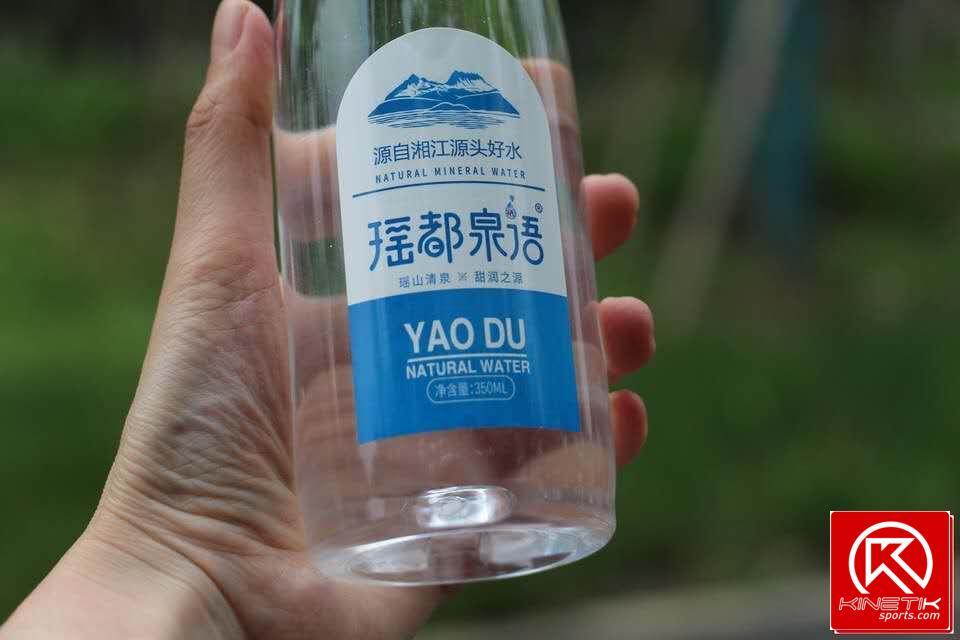 源自湘江源头好水
NATURAL MINERAL WATER
瑶都泉语®
瑶山清泉 ※ 甜润之源
YAO DU
NATURAL WATER
净含量:350ML
KINETIK
sports.com